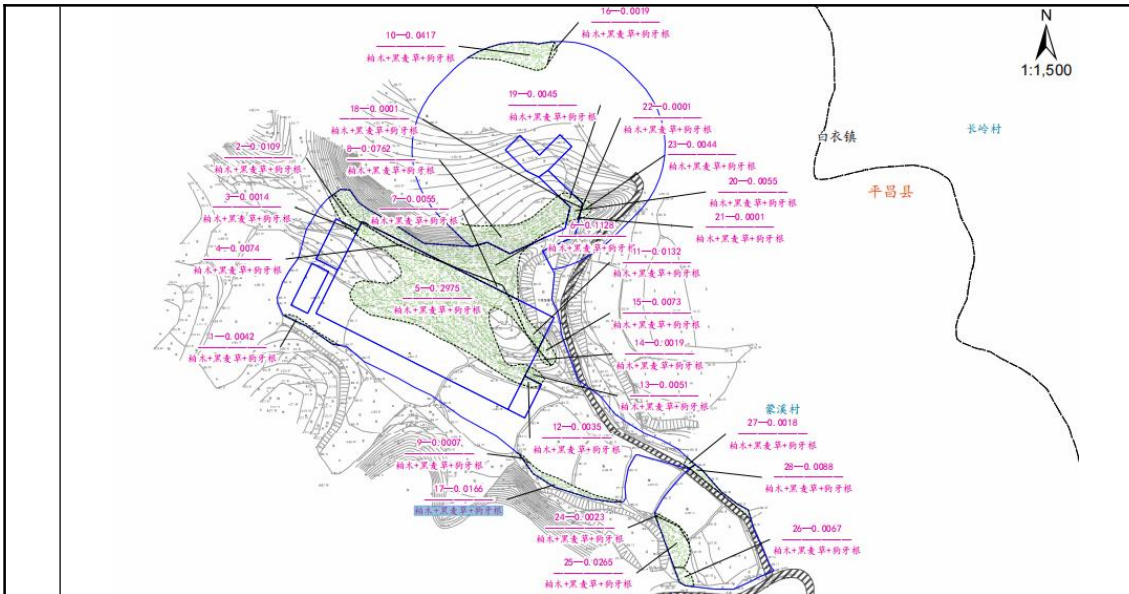 16—0.0019
柏木+黑麦草+狗牙根
10—0.0417
柏木+黑麦草+狗牙根
N
1:1,500
19—0.0045
柏木+黑麦草+狗牙根
18—0.0001
柏木+黑麦草+狗牙根
22—0.0001
柏木+黑麦草+狗牙根
白衣镇
长岭村
2—0.0109
柏木+黑麦草+狗牙根
8—0.0762
柏木+黑麦草+狗牙根
23—0.0044
柏木+黑麦草+狗牙根
20—0.0055
柏木+黑麦草+狗牙根
平昌县
3—0.0014
柏木+黑麦草+狗牙根
7—0.0055
柏木+黑麦草+狗牙根
21—0.0001
柏木+黑麦草+狗牙根
6—0.1128
柏木+黑麦草+狗牙根
4—0.0074
柏木+黑麦草+狗牙根
11—0.0132
柏木+黑麦草+狗牙根
5—0.2975
柏木+黑麦草+狗牙根
15—0.0073
柏木+黑麦草+狗牙根
1—0.0042
柏木+黑麦草+狗牙根
14—0.0019
柏木+黑麦草+狗牙根
13—0.0051
柏木+黑麦草+狗牙根
蒙溪村
12—0.0035
柏木+黑麦草+狗牙根
27—0.0018
柏木+黑麦草+狗牙根
9—0.0007
柏木+黑麦草+狗牙根
28—0.0088
柏木+黑麦草+狗牙根
17—0.0166
柏木+黑麦草+狗牙根
24—0.0023
柏木+黑麦草+狗牙根
26—0.0067
柏木+黑麦草+狗牙根
25—0.0265
柏木+黑麦草+狗牙根